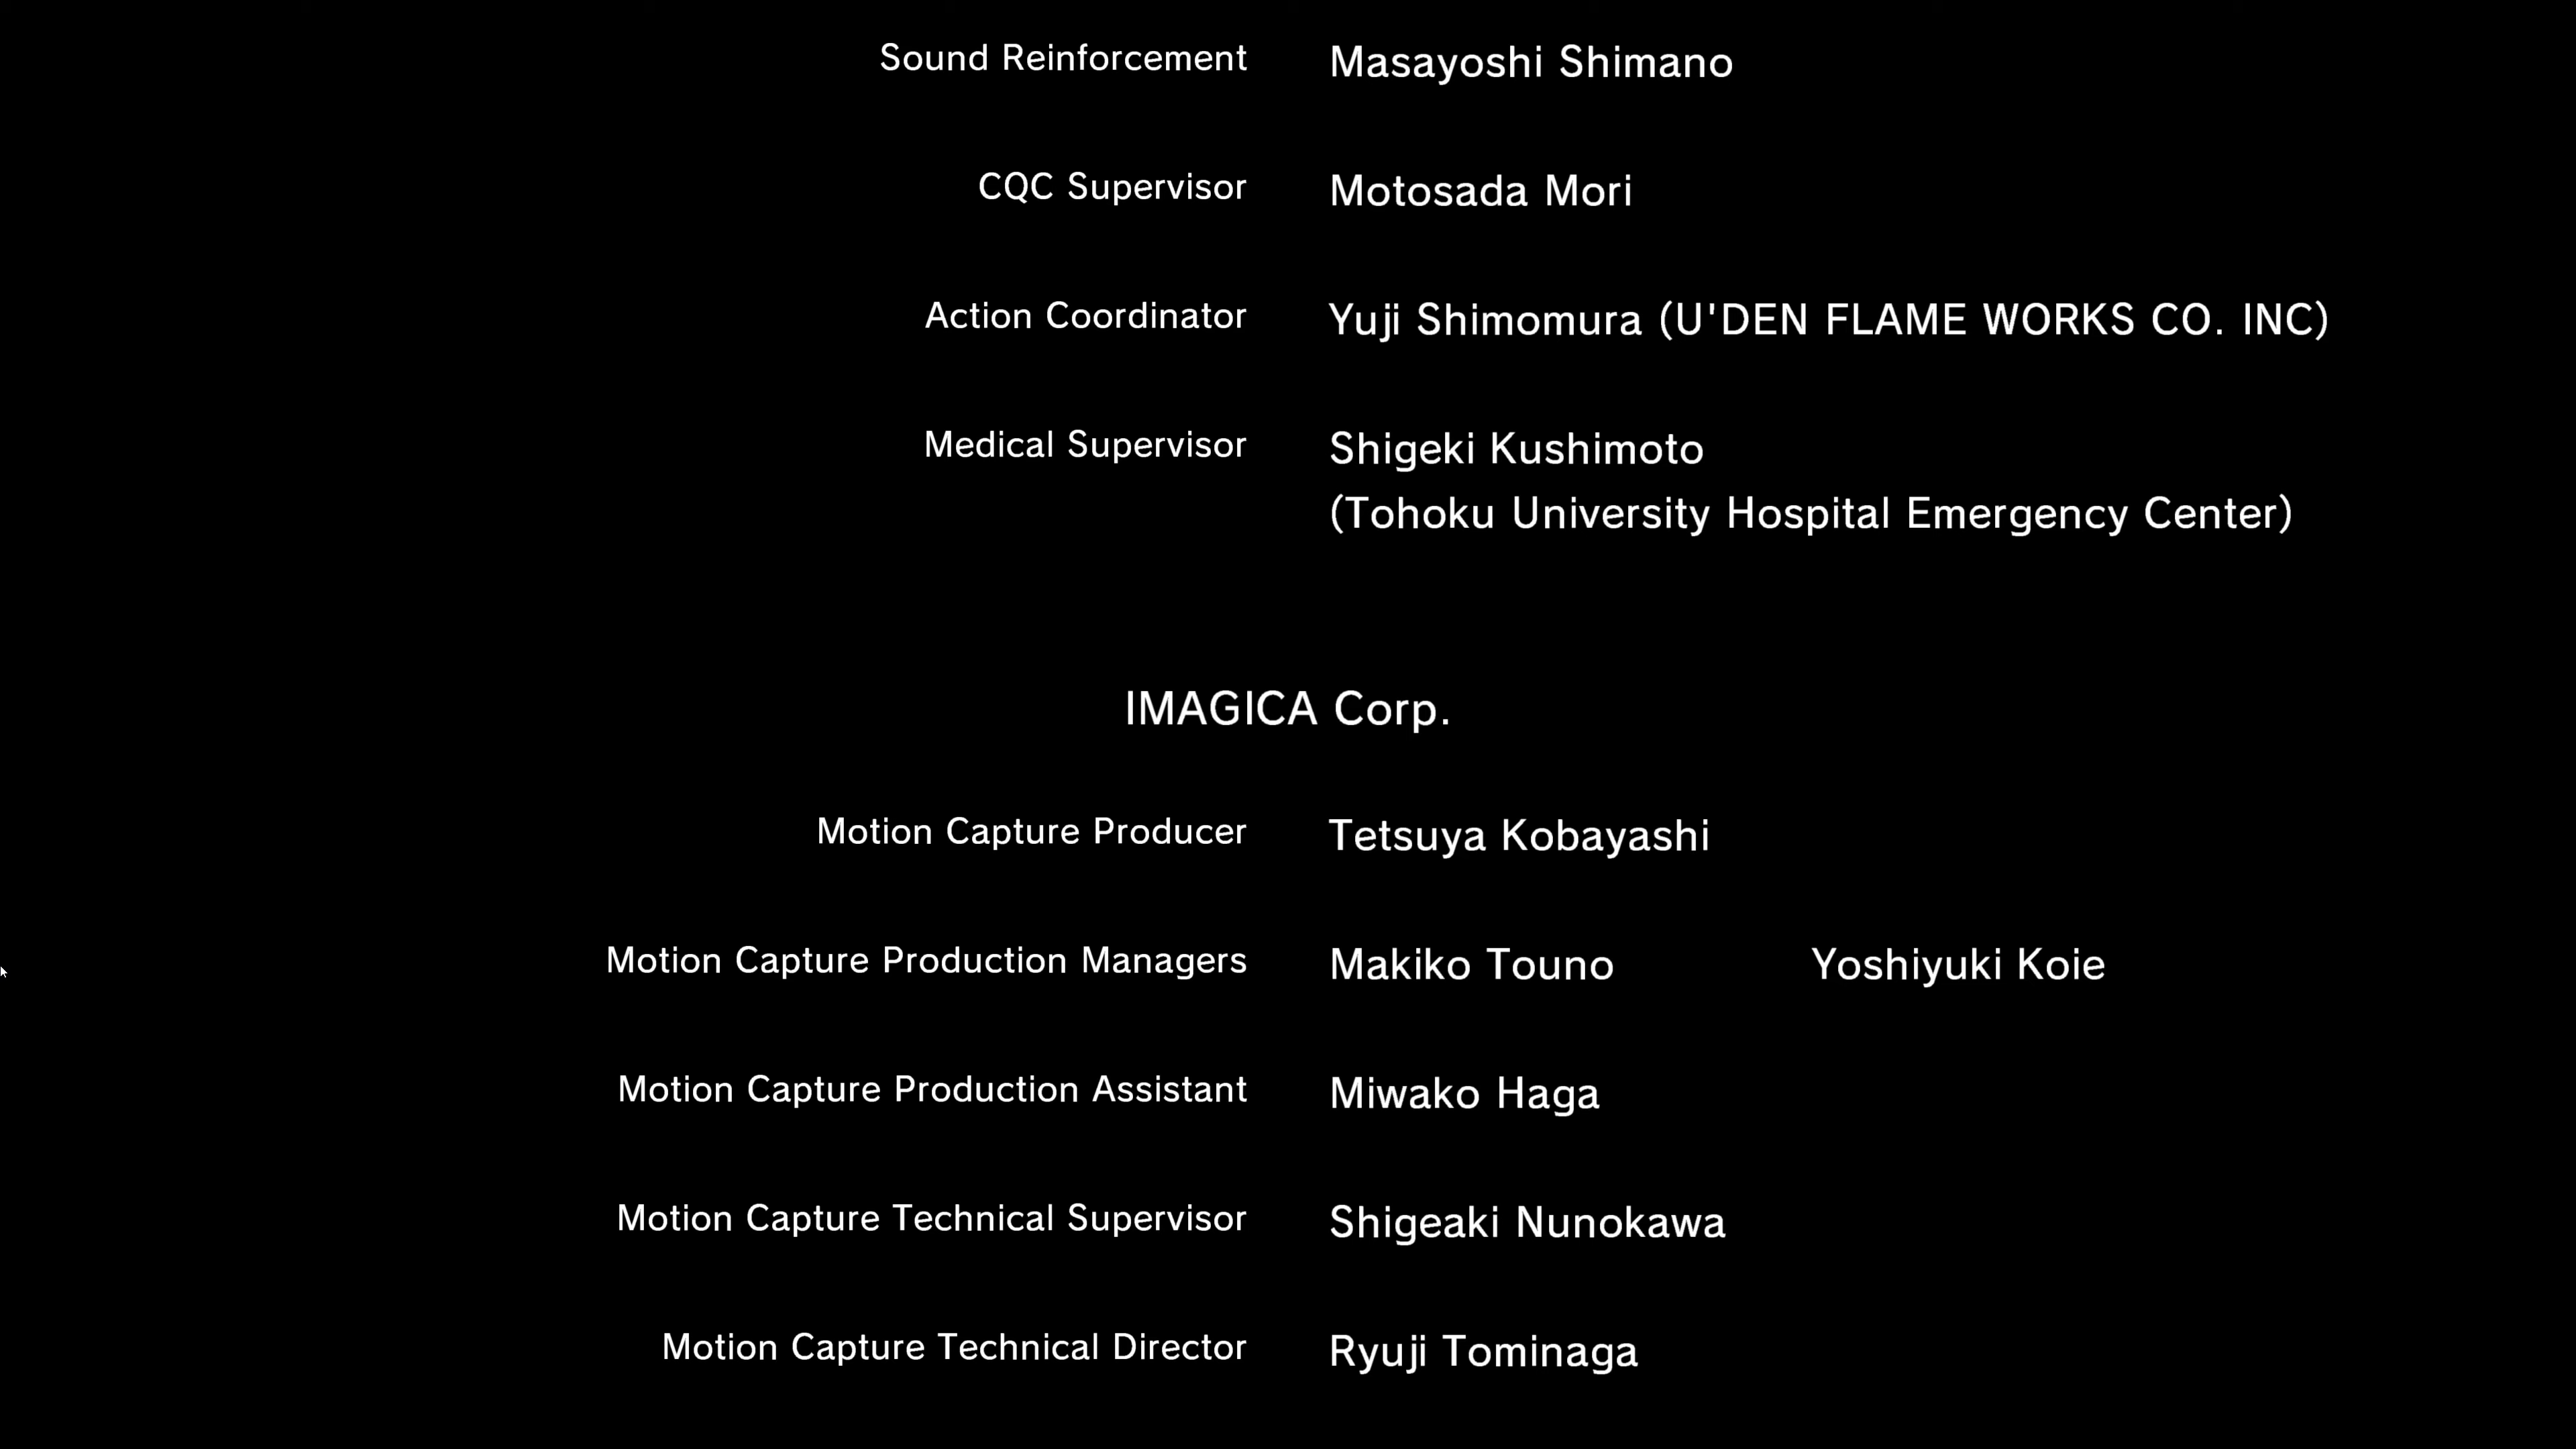 Sound Reinforcement Masayoshi Shimano
CQC Supervisor Motosada Mori
Action Coordinator Yuji Shimomura (U'DEN FLAME WORKS CO. INC)
Medical Supervisor Shigeki Kushimoto
(Tohoku University Hospital Emergency Center)
IMAGICA Corp.
Motion Capture Producer Tetsuya Kobayashi
Motion Capture Production Managers Makiko Touno Yoshiyuki Koie
Motion Capture Production Assistant Miwako Haga
Motion Capture Technical Supervisor Shigeaki Nunokawa
Motion Capture Technical Director Ryuji Tominaga